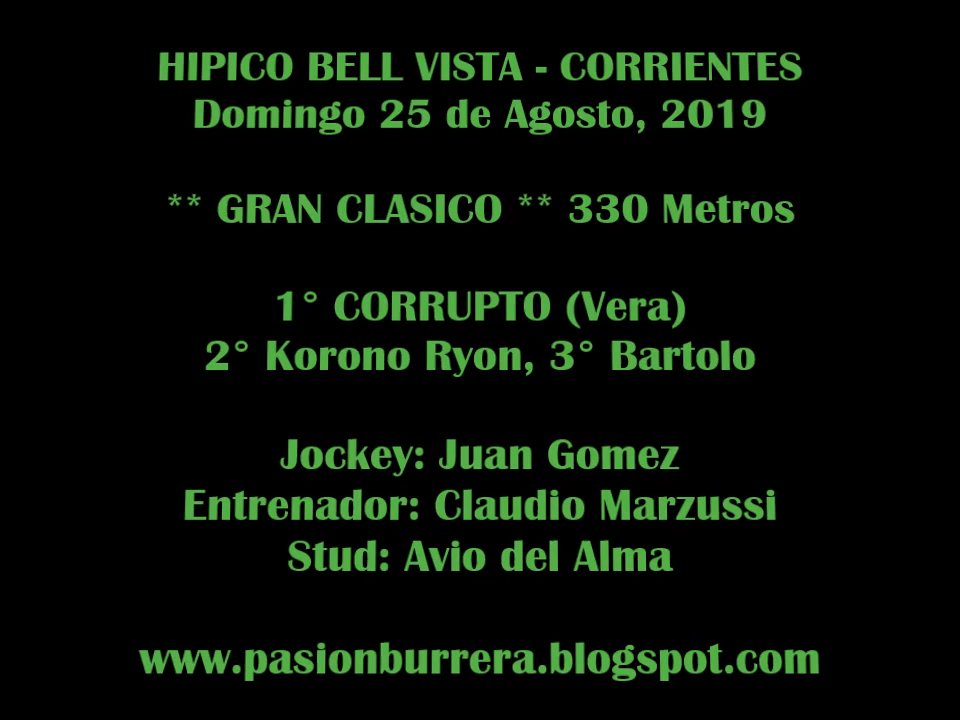 HIPICO BELL VISTA - CORRIENTES
Domingo 25 de Agosto, 2019
** GRAN CLASICO ** 330 Metros
1° CORRUPTO (Vera)
2° Korono Ryon, 3° Bartolo
Jockey: Juan Gomez
Entrenador: Claudio Marzussi
Stud: Avio del Alma
www.pasionburrera.blogspot.com